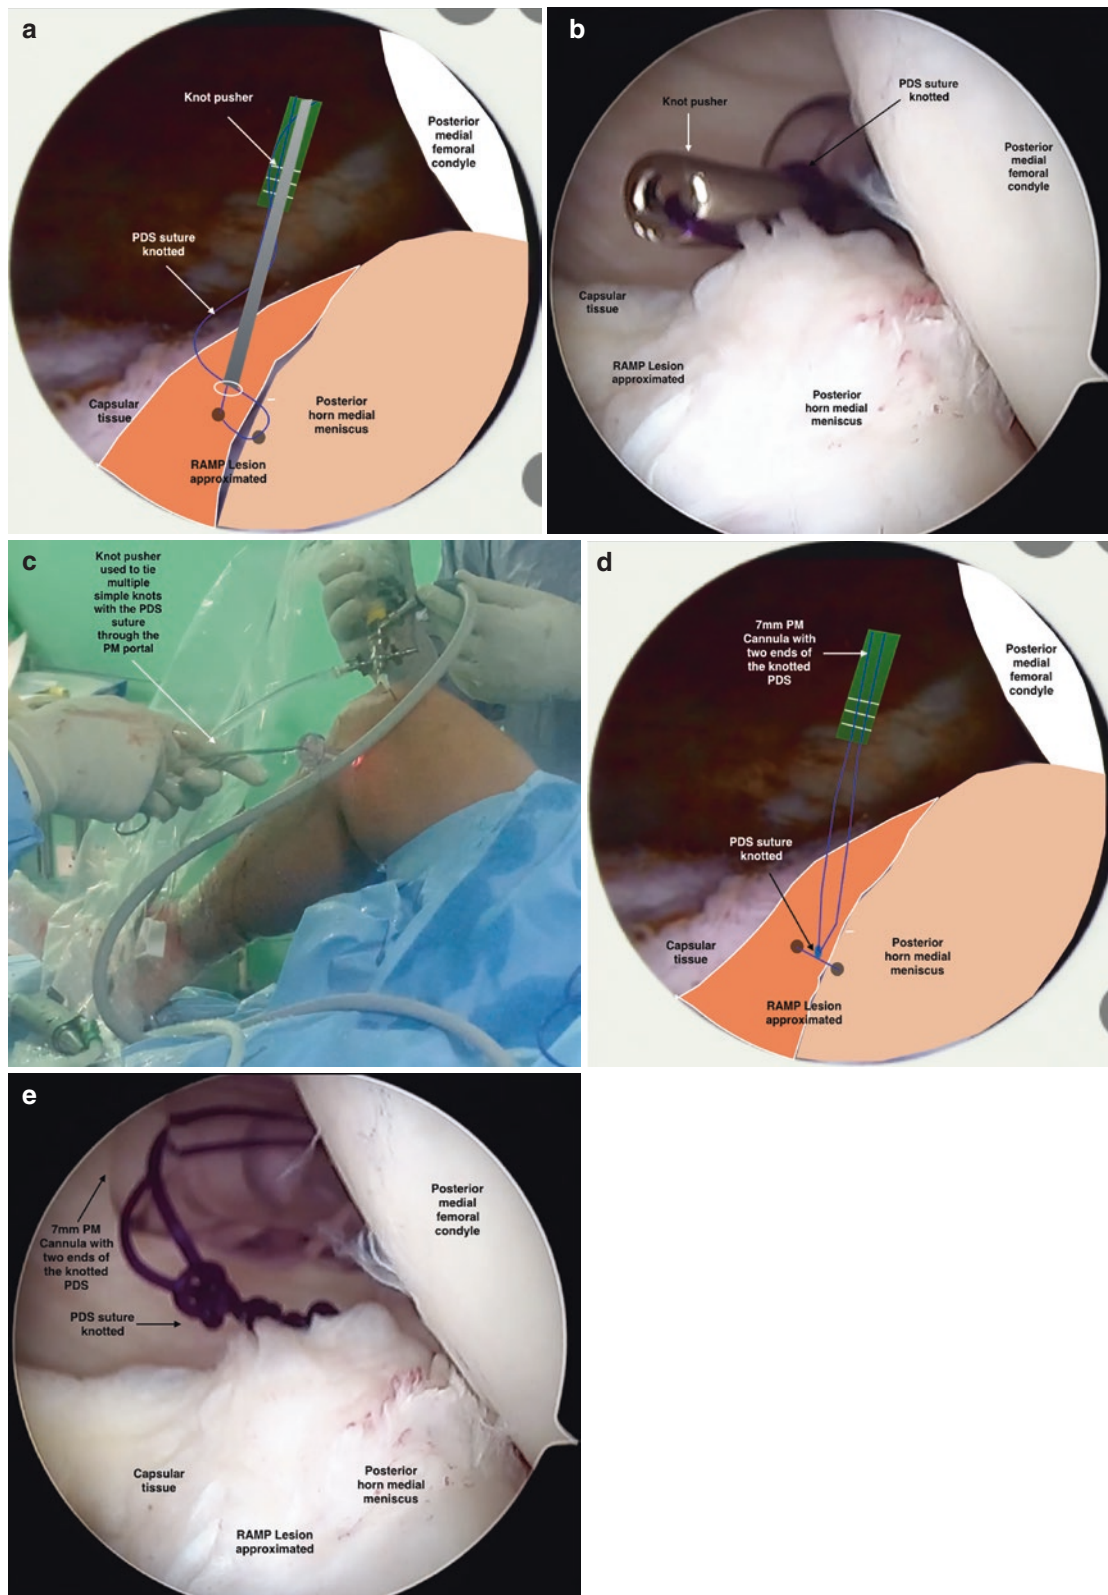 a
Knot pusher
Posterior
medial
femoral
condyle
PDS suture
knotted
Capsular
tissue
Posterior
horn medial
meniscus
RAMP Lesion
approximated
b
Knot pusher
PDS suture
knotted
Posterior
medial
femoral
condyle
Capsular
tissue
RAMP Lesion
approximated
Posterior
horn medial
meniscus
c
Knot pusher
used to tie
multiple
simple knots
with the PDS
suture
through the
PM portal
d
7mm PM
Cannula with
two ends of
the knotted
PDS
Posterior
medial
femoral
condyle
PDS suture
knotted
Capsular
tissue
Posterior
horn medial
meniscus
RAMP Lesion
approximated
e
Posterior
medial
femoral
condyle
7mm PM
Cannula with
two ends of
the knotted
PDS
PDS suture
knotted
Capsular
tissue
Posterior
horn medial
meniscus
RAMP Lesion
approximated